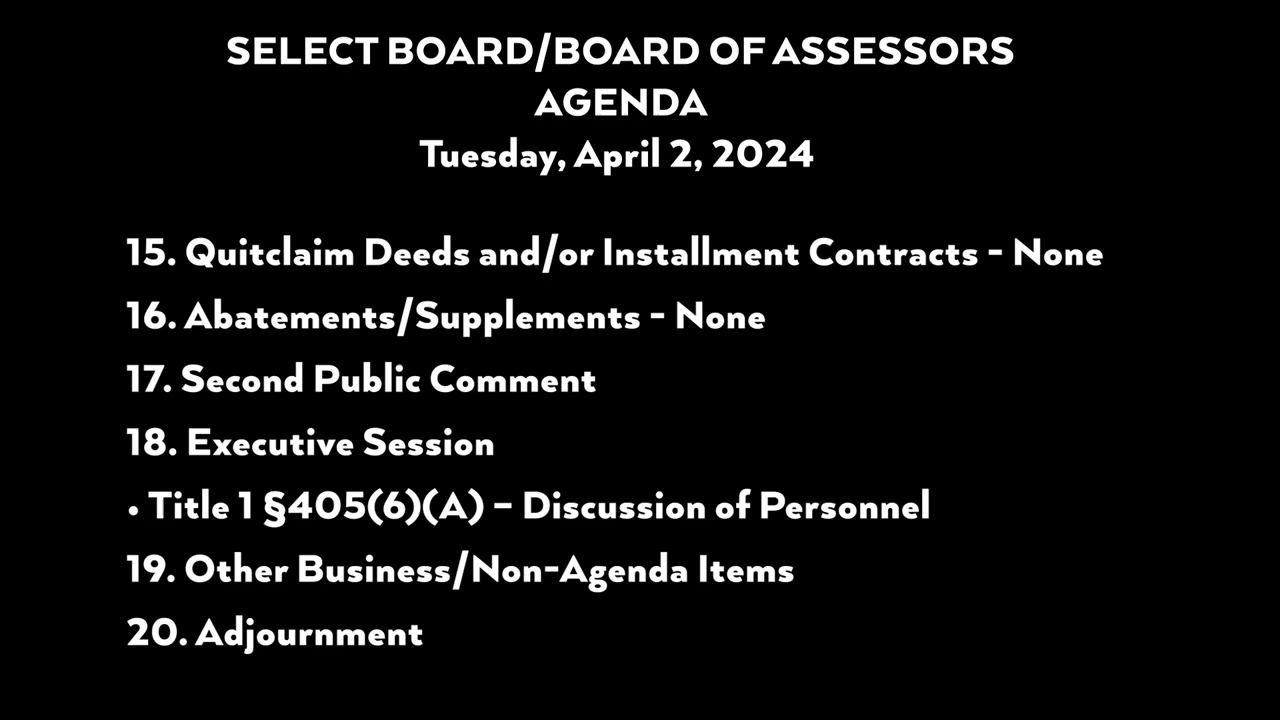 SELECT BOARD/BOARD OF ASSESSORS
AGENDA
Tuesday, April 2, 2024
15. Quitclaim Deeds and/or Installment Contracts - None
16. Abatements/Supplements - None
17. Second Public Comment
18. Executive Session
• Title 1 §405(6)(A) – Discussion of Personnel
19. Other Business/Non-Agenda Items
20. Adjournment